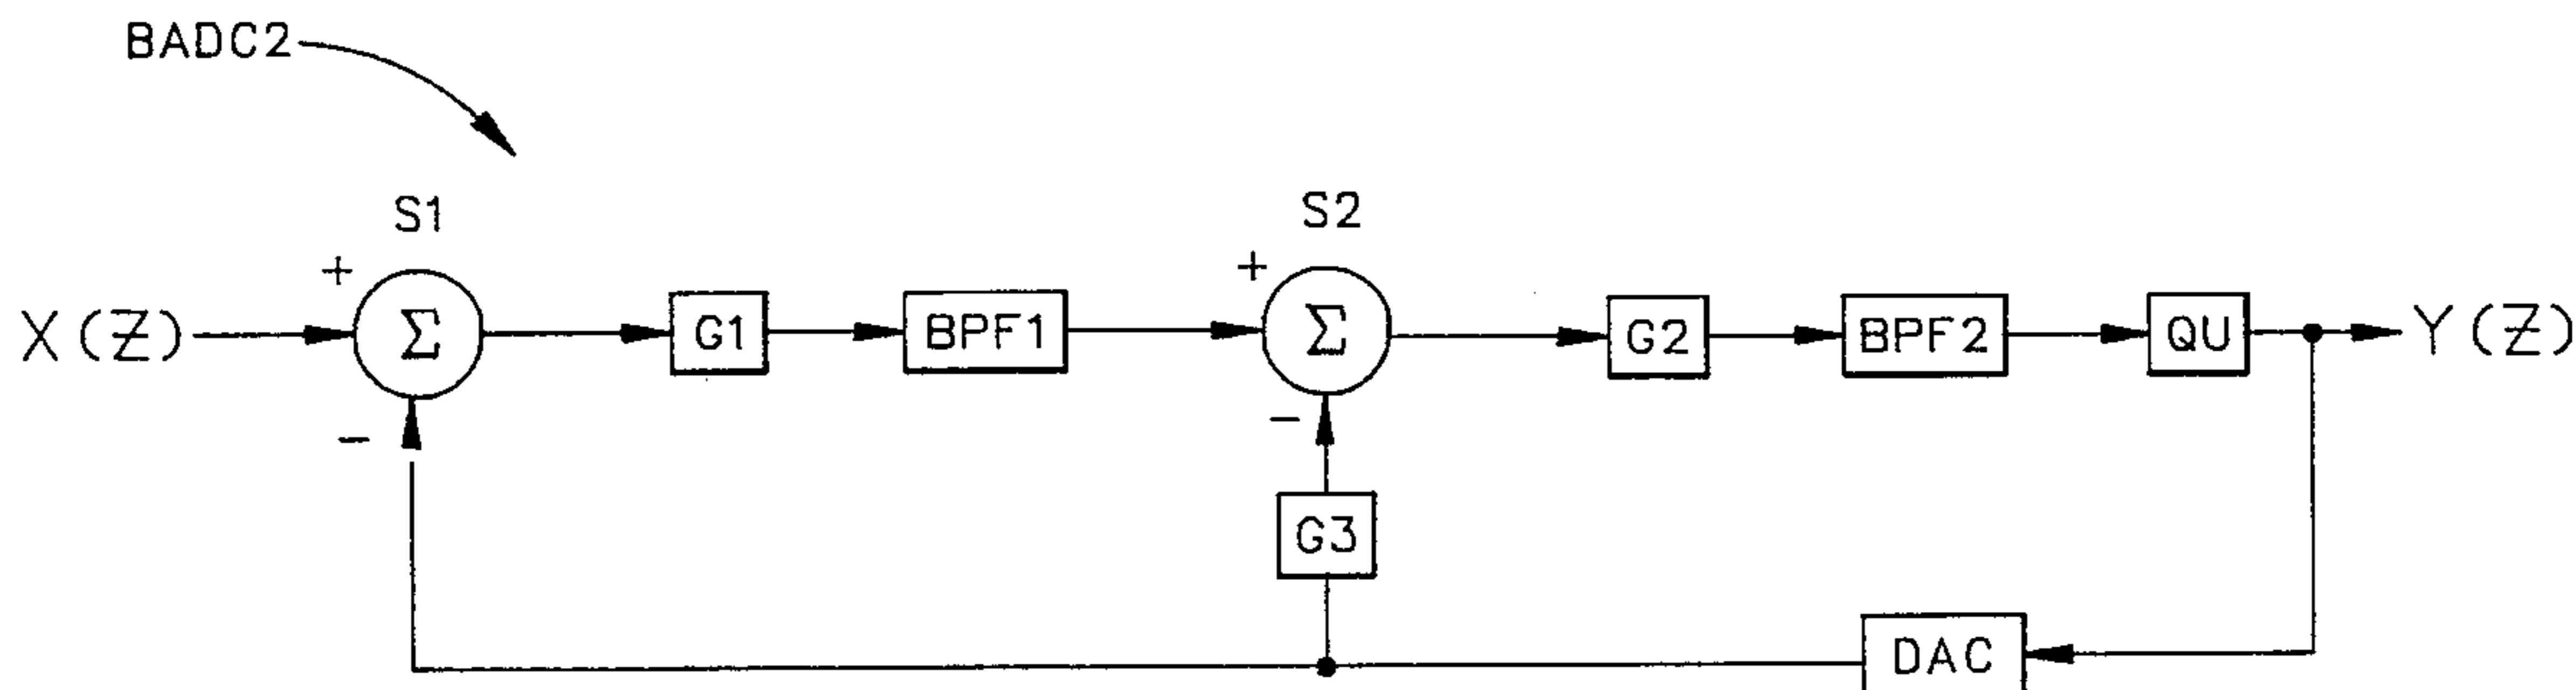 BADC2
S1
S2
+
+
X(Z)
Σ
G1
BPF1
Σ
G2
BPF2
QU
Y(Z)
−
−
G3
DAC